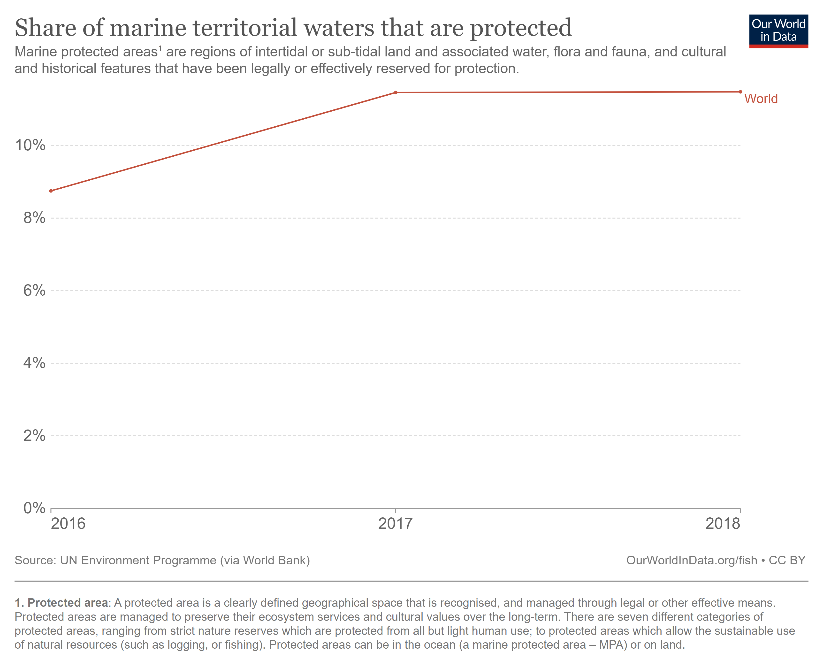 Share of marine territorial waters that are protected
Our World
in Data
Marine protected areas¹ are regions of intertidal or sub-tidal land and associated water, flora and fauna, and cultural
and historical features that have been legally or effectively reserved for protection.
World
10%
8%
6%
4%
2%
0%
2016
2017
2018
Source: UN Environment Programme (via World Bank)
OurWorldInData.org/fish • CC BY
1. Protected area: A protected area is a clearly defined geographical space that is recognised, and managed through legal or other effective means.
Protected areas are managed to preserve their ecosystem services and cultural values over the long-term. There are seven different categories of
protected areas, ranging from strict nature reserves which are protected from all but light human use; to protected areas which allow the sustainable use
of natural resources (such as logging, or fishing). Protected areas can be in the ocean (a marine protected area – MPA) or on land.